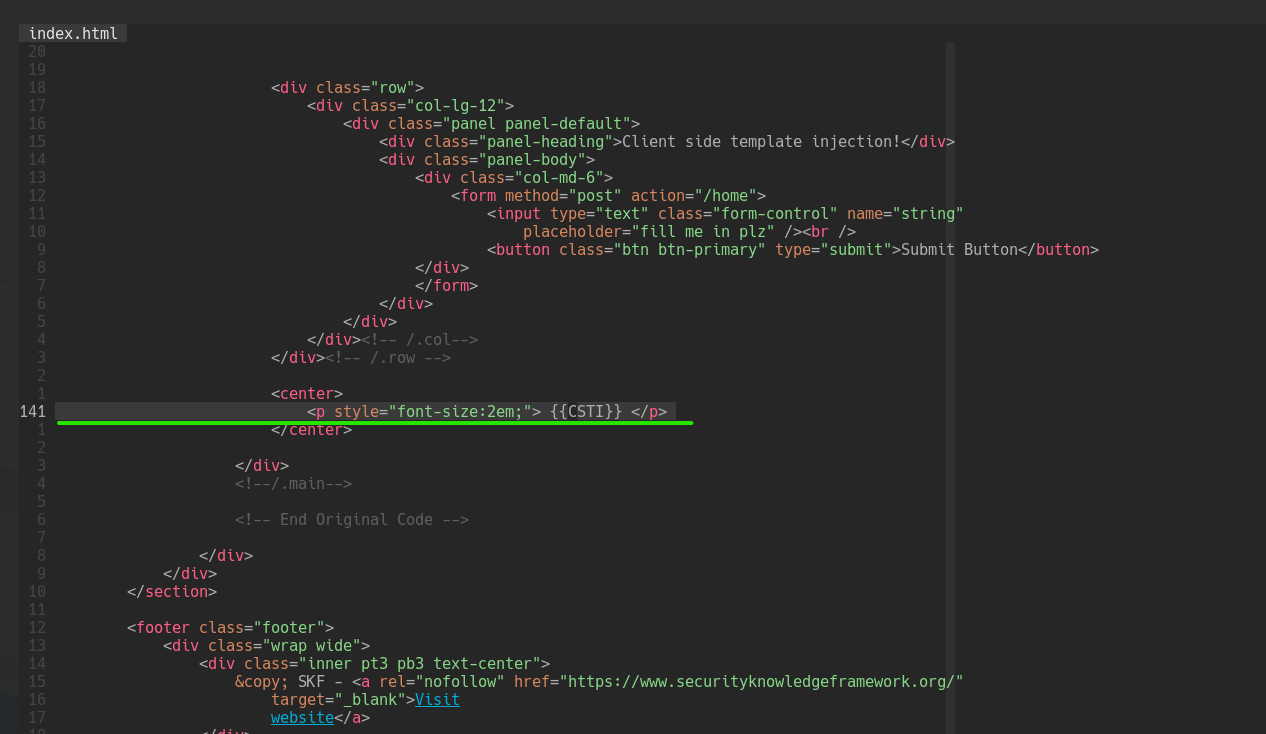 index.html
20
19
18 <div class="row">
17 <div class="col-lg-12">
16 <div class="panel panel-default">
15 <div class="panel-heading">Client side template injection!</div>
14 <div class="panel-body">
13 <div class="col-md-6">
12 <form method="post" action="/home">
11 <input type="text" class="form-control" name="string"
10 placeholder="fill me in plz" /><br />
9 <button class="btn btn-primary" type="submit">Submit Button</button>
8 </div>
7 </form>
6 </div>
5 </div>
4 </div><!-- /.col-->
3 </div><!-- /.row -->
2
1 <center>
141 <p style="font-size:2em;"> {{CSTI}} </p>
1 </center>
2
3 </div>
4 <!--/.main-->
5
6 <!-- End Original Code -->
7
8 </div>
9 </div>
10 </section>
11
12 <footer class="footer">
13 <div class="wrap wide">
14 <div class="inner pt3 pb3 text-center">
15 &copy; SKF - <a rel="nofollow" href="https://www.securityknowledgeframework.org/"
16 target="_blank">Visit
17 website</a>
18 </div>